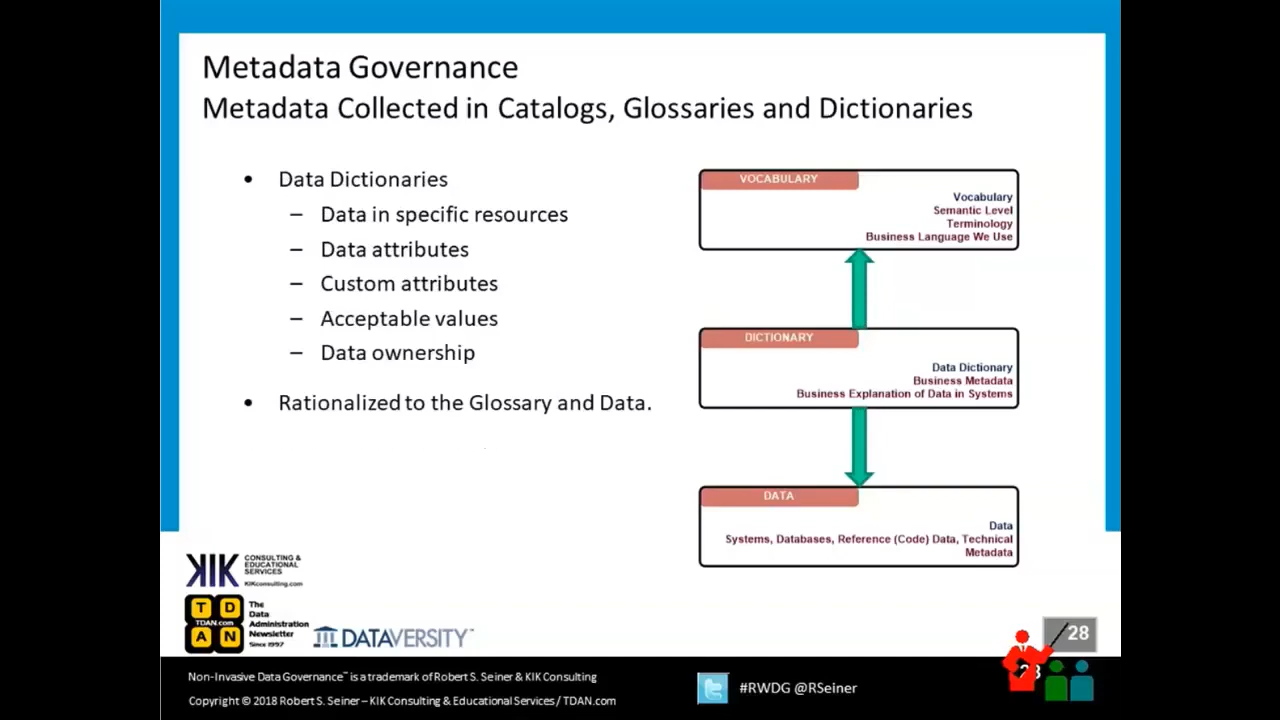 Metadata Governance
Metadata Collected in Catalogs, Glossaries and Dictionaries
• Data Dictionaries
– Data in specific resources
– Data attributes
– Custom attributes
– Acceptable values
– Data ownership
• Rationalized to the Glossary and Data.
VOCABULARY
Vocabulary
Semantic Level
Terminology
Business Language We Use
DICTIONARY
Data Dictionary
Business Metadata
Business Explanation of Data in Systems
DATA
Data
Systems, Databases, Reference (Code) Data, Technical
Metadata
KIK
CONSULTING &
EDUCATIONAL
SERVICES
KIKconsulting.com
T D
TDAN.com
A N
The
Data
Administration
Newsletter
Since 1997
DATAVERSITY™
28
Non-Invasive Data Governance™ is a trademark of Robert S. Seiner & KIK Consulting
Copyright © 2018 Robert S. Seiner – KIK Consulting & Educational Services / TDAN.com
#RWDG @RSeiner